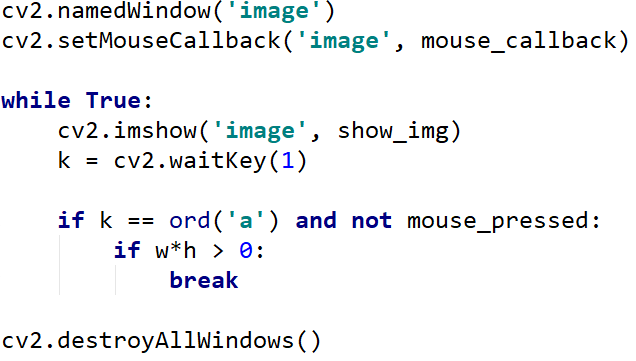 cv2.namedWindow('image')
cv2.setMouseCallback('image', mouse_callback)

while True:
    cv2.imshow('image', show_img)
    k = cv2.waitKey(1)

    if k == ord('a') and not mouse_pressed:
        if w*h > 0:
            break

cv2.destroyAllWindows()